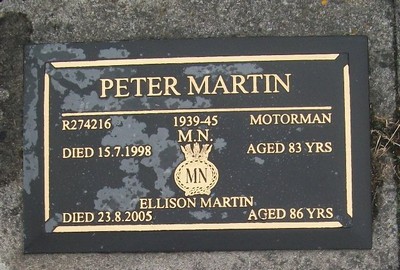 PETER MARTIN
R274216 1939-45 MOTORMAN
M.N.
DIED 15.7.1998 AGED 83 YRS
MN
ELLISON MARTIN
DIED 23.8.2005 AGED 86 YRS